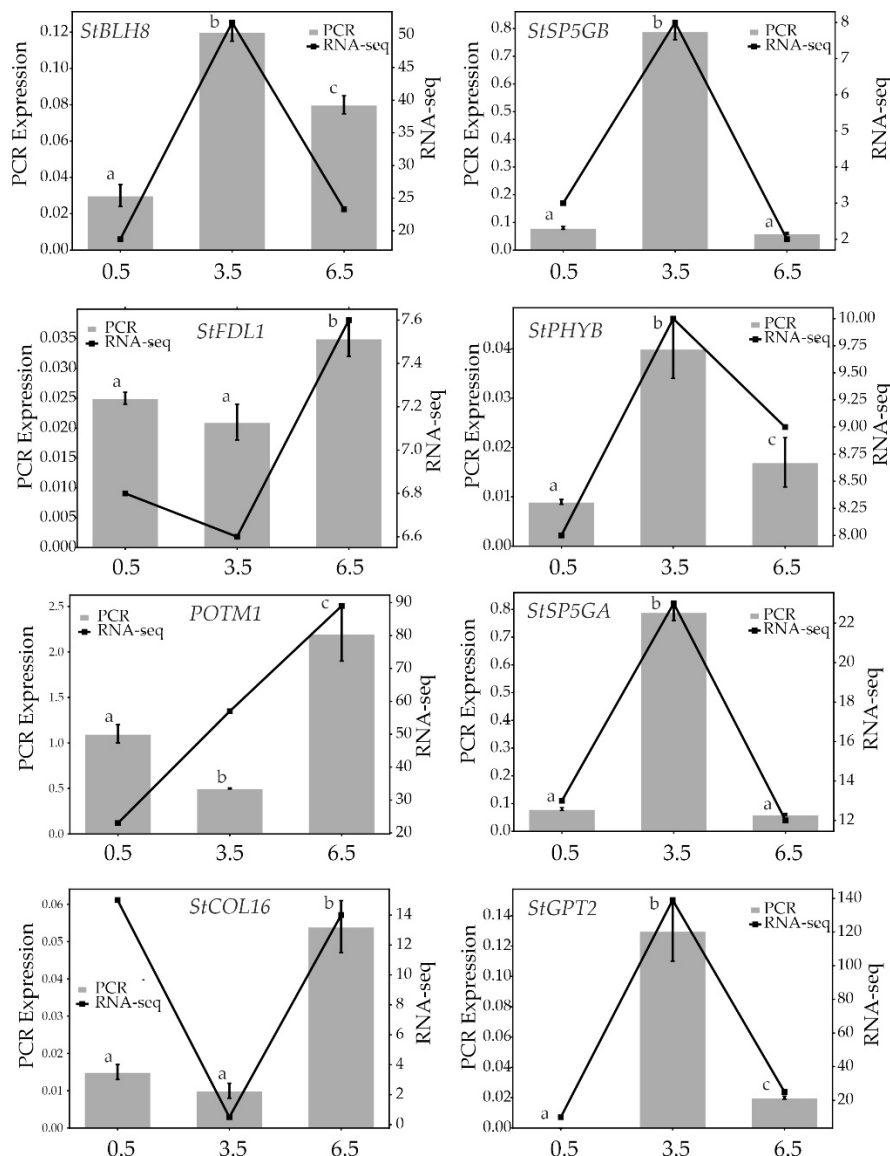 StBLH8
b
PCR
RNA-seq
c
a
PCR Expression
0.12
0.10
0.08
0.06
0.04
0.02
0.00
50
40
30
25
20
RNA-seq
0.5 3.5 6.5
StSP5GB
b
PCR
RNA-seq
a
a
PCR Expression
0.8
0.7
0.6
0.5
0.4
0.3
0.2
0.1
0.0
8
7
6
5
4
3
2
RNA-seq
0.5 3.5 6.5
StFDL1
b
PCR
RNA-seq
a
a
PCR Expression
0.035
0.030
0.025
0.020
0.015
0.010
0.005
0.000
7.6
7.4
7.2
7.0
6.8
6.6
RNA-seq
0.5 3.5 6.5
StPHYB
b
PCR
RNA-seq
c
a
PCR Expression
0.04
0.03
0.02
0.01
0.00
10.00
9.75
9.50
9.25
9.00
8.75
8.50
8.30
8.00
RNA-seq
0.5 3.5 6.5
POTM1
c
PCR
RNA-seq
a
b
PCR Expression
2.5
2.0
1.5
1.0
0.5
0.0
90
80
70
60
50
30
20
RNA-seq
0.5 3.5 6.5
StSP5GA
b
PCR
RNA-seq
a
a
PCR Expression
0.8
0.7
0.6
0.5
0.4
0.3
0.2
0.1
0.0
22
20
18
16
14
12
RNA-seq
0.5 3.5 6.5
StCOL16
b
PCR
RNA-seq
a
a
PCR Expression
0.06
0.05
0.04
0.03
0.02
0.01
0.00
14
12
10
8
6
4
2
0
RNA-seq
0.5 3.5 6.5
StGPT2
b
PCR
RNA-seq
c
a
PCR Expression
0.14
0.12
0.10
0.08
0.06
0.04
0.02
0.00
140
120
100
80
60
40
20
RNA-seq
0.5 3.5 6.5